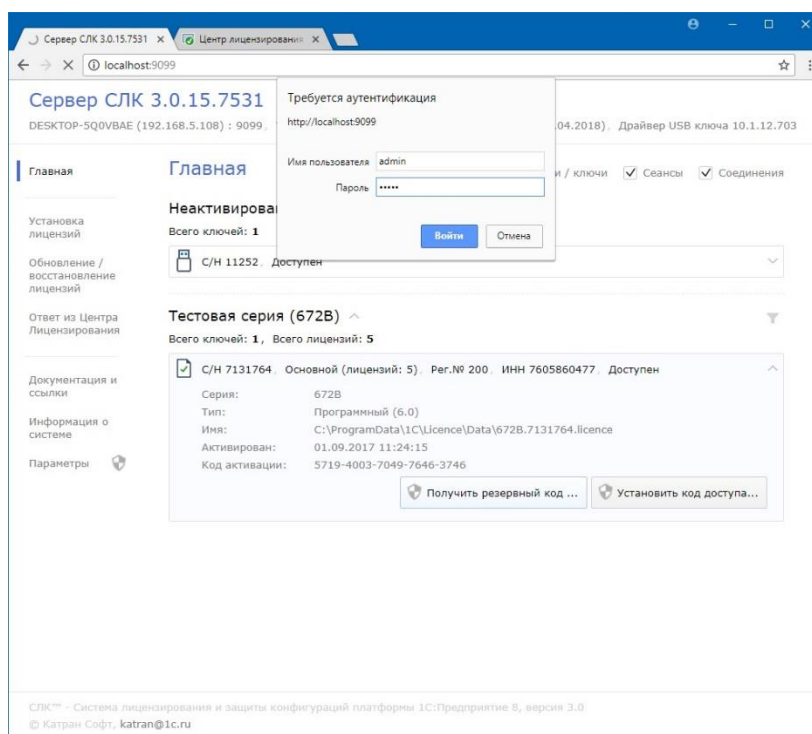 Сервер СЛК 3.0.15.7531
Центр лицензирования
localhost:9099
Сервер СЛК 3.0.15.7531
DESKTOP-5Q0VBAE (192.168.5.108) : 9099,
.04.2018), Драйвер USB ключа 10.1.12.703
Требуется аутентификация
http://localhost:9099
Имя пользователя admin
Пароль •••••
Войти Отмена
Главная
Установка
лицензий
Обновление /
восстановление
лицензий
Ответ из Центра
Лицензирования
Документация и
ссылки
Информация о
системе
Параметры
Главная
/ ключи Сеансы Соединения
Неактивирова
Всего ключей: 1
С/Н 11252, Доступен
Тестовая серия (672B)
Всего ключей: 1, Всего лицензий: 5
С/Н 7131764, Основной (лицензий: 5), Рег.№ 200, ИНН 7605860477, Доступен
Серия: 672B
Тип: Программный (6.0)
Имя: C:\ProgramData\1C\Licence\Data\672B.7131764.licence
Активирован: 01.09.2017 11:24:15
Код активации: 5719-4003-7049-7646-3746
Получить резервный код ... Установить код доступа...
СЛК™ - Система лицензирования и защиты конфигураций платформы 1С:Предприятие 8, версия 3.0
© Катран Софт, katran@1c.ru